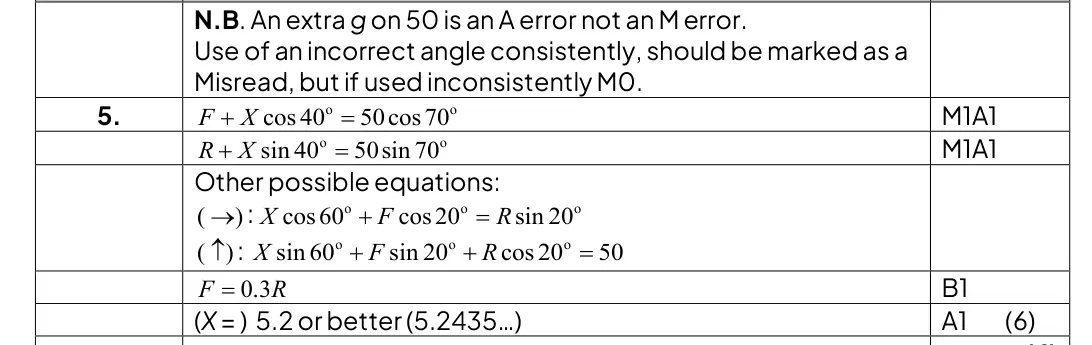 N.B. An extra g on 50 is an A error not an M error.
Use of an incorrect angle consistently, should be marked as a
Misread, but if used inconsistently M0.
5. F + X cos 40° = 50 cos 70° M1A1
R + X sin 40° = 50 sin 70° M1A1
Other possible equations:
(→): X cos 60° + F cos 20° = R sin 20°
(↑): X sin 60° + F sin 20° + R cos 20° = 50
F = 0.3R B1
(X = ) 5.2 or better (5.2435...) A1 (6)